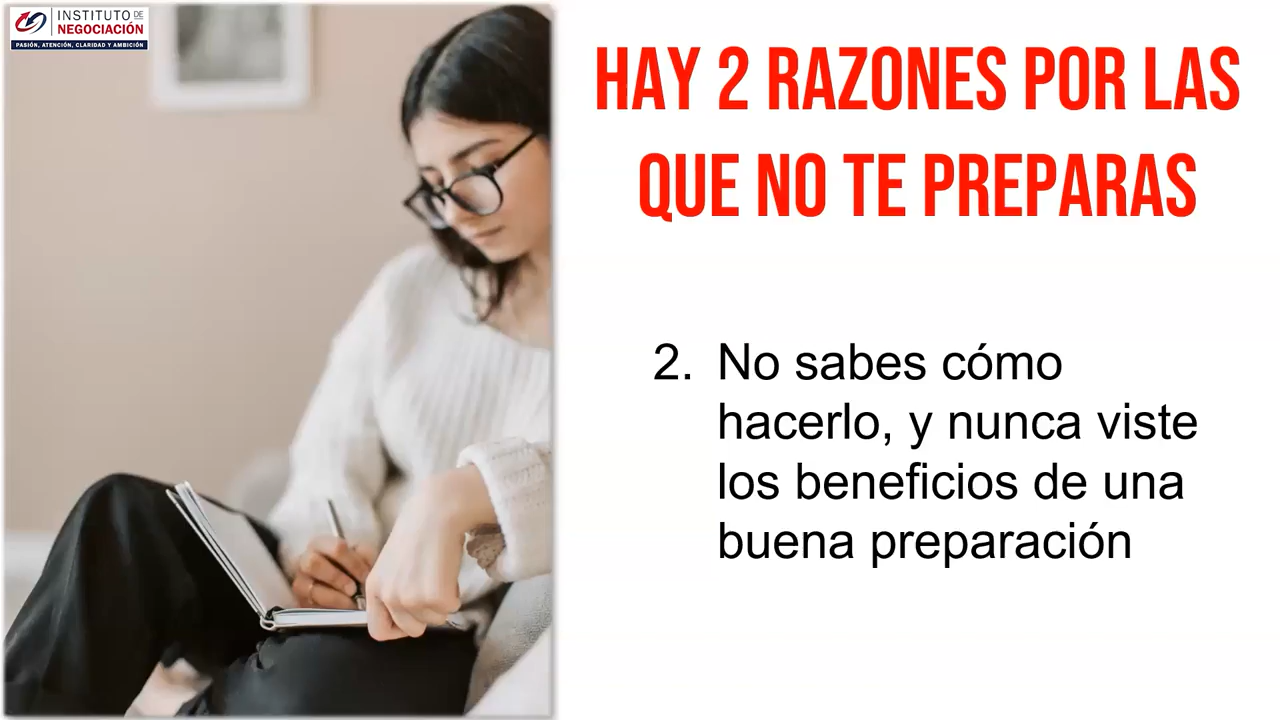 INSTITUTO DE
NEGOCIACIÓN
PASIÓN, ATENCIÓN, CLARIDAD Y AMBICIÓN
HAY 2 RAZONES POR LAS
QUE NO TE PREPARAS
2. No sabes cómo
hacerlo, y nunca viste
los beneficios de una
buena preparación